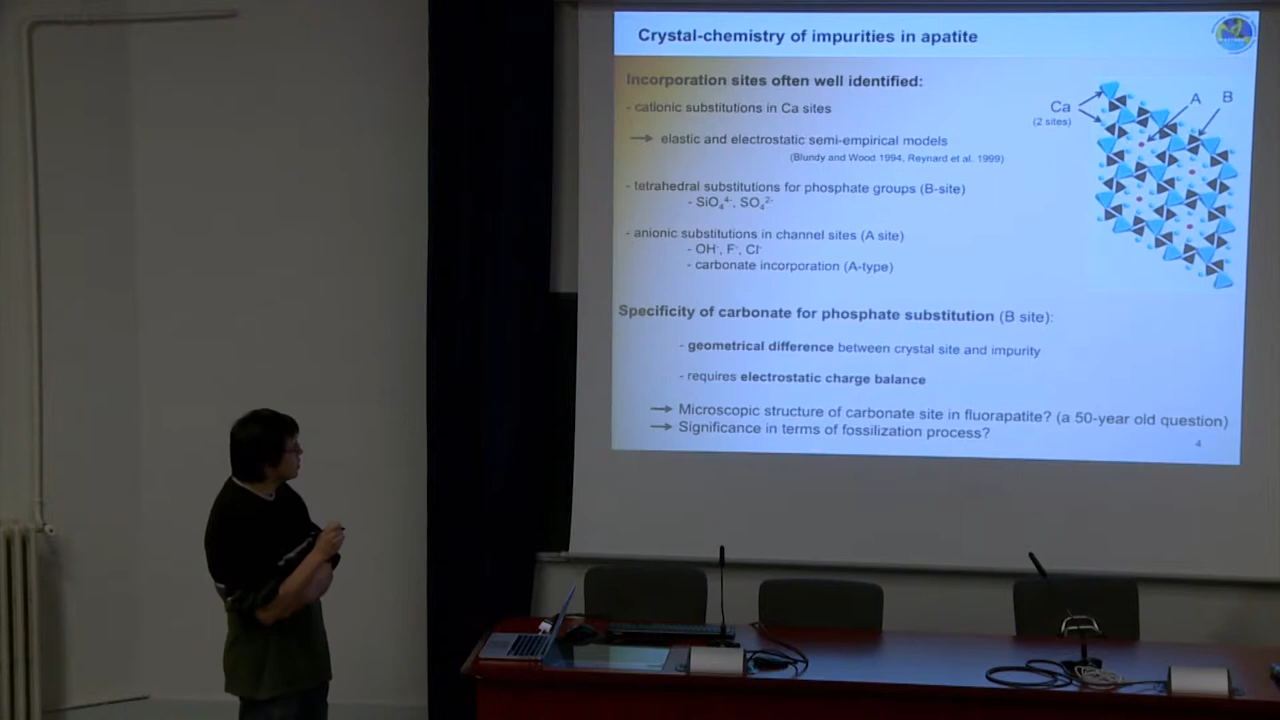 Crystal-chemistry of impurities in apatite
Incorporation sites often well identified:
- cationic substitutions in Ca sites
→ elastic and electrostatic semi-empirical models
(Blundy and Wood 1994, Reynard et al. 1999)
- tetrahedral substitutions for phosphate groups (B-site)
- SiO₄⁴⁻, SO₄²⁻
- anionic substitutions in channel sites (A site)
- OH⁻, F⁻, Cl⁻
- carbonate incorporation (A-type)
Ca
(2 sites)
A
B
Specificity of carbonate for phosphate substitution (B site):
- geometrical difference between crystal site and impurity
- requires electrostatic charge balance
→ Microscopic structure of carbonate site in fluorapatite? (a 50-year old question)
→ Significance in terms of fossilization process?
4